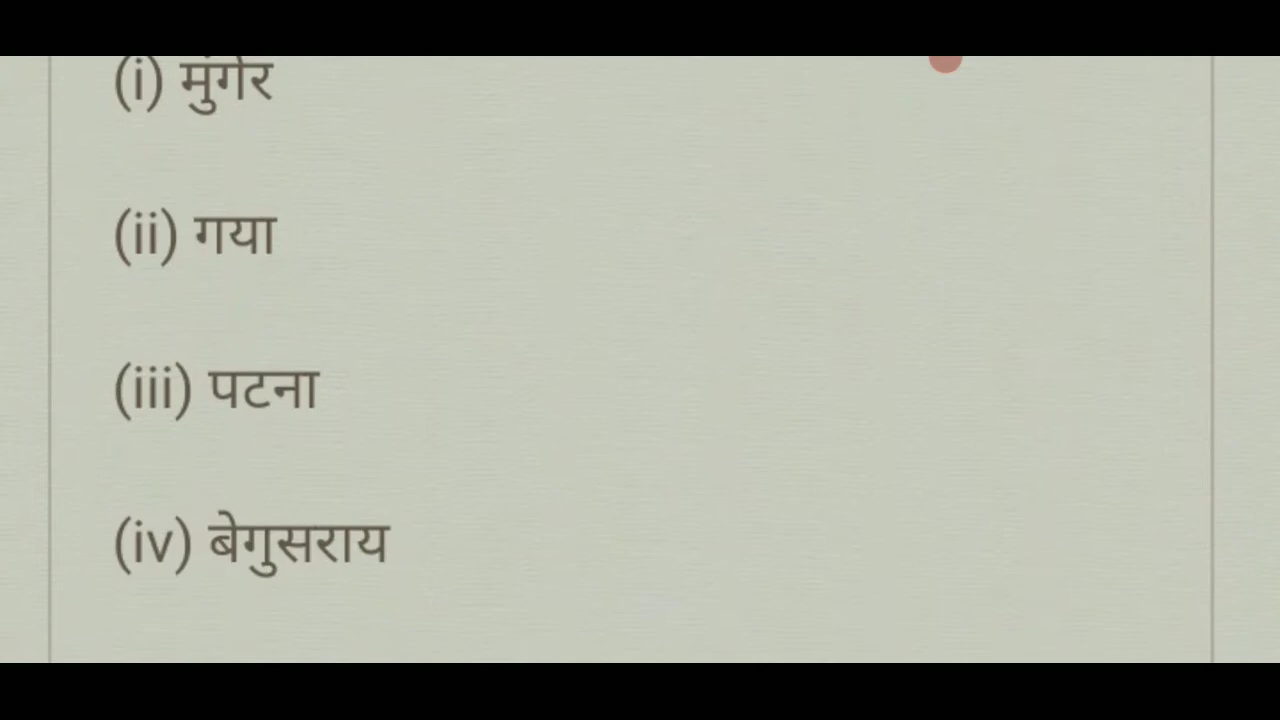 (i) मुंगेर
(ii) गया
(iii) पटना
(iv) बेगुसराय